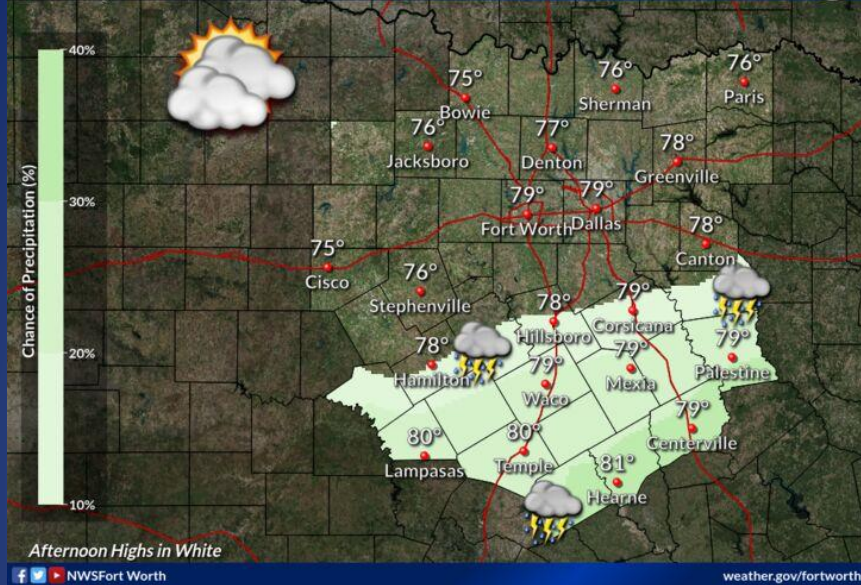 40%
30%
20%
10%
Chance of Precipitation (%)
75°
Bowie
76°
Sherman
76°
Paris
76°
Jacksboro
77°
Denton
78°
Greenville
79°
Fort Worth
79°
Dallas
78°
Canton
75°
Cisco
76°
Stephenville
78°
Hillsboro
79°
Corsicana
78°
Hamilton
79°
Waco
79°
Mexia
79°
Palestine
80°
Lampasas
80°
Temple
79°
Centerville
81°
Hearne
Afternoon Highs in White
NWSFort Worth
weather.gov/fortworth